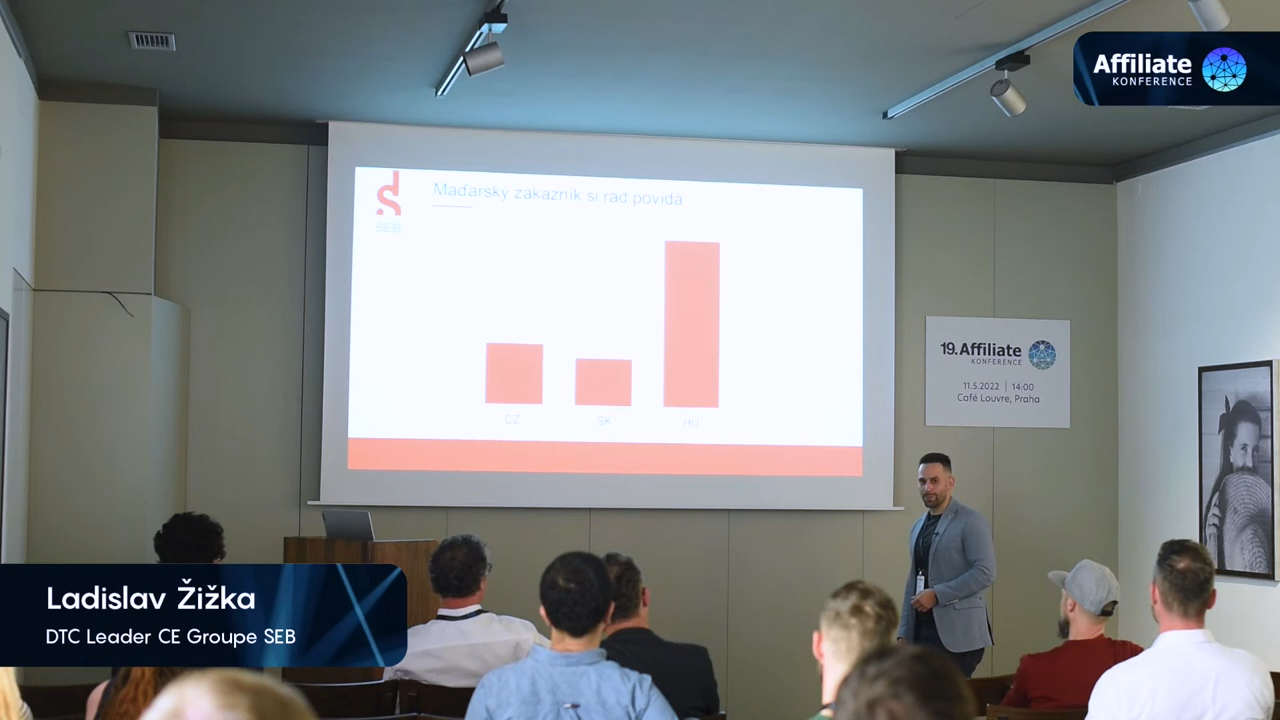 Affiliate
KONFERENCE
SEB
Maďarský zákazník si rád povídá
CZ
SK
HU
19.Affiliate
KONFERENCE
11.5.2022 | 14:00
Café Louvre, Praha
Ladislav Žižka
DTC Leader CE Groupe SEB